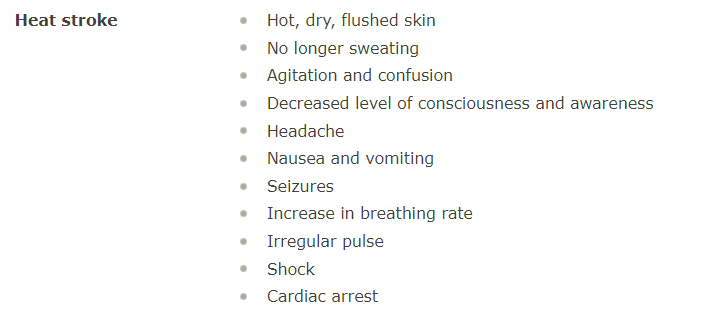 Heat stroke
Hot, dry, flushed skin
No longer sweating
Agitation and confusion
Decreased level of consciousness and awareness
Headache
Nausea and vomiting
Seizures
Increase in breathing rate
Irregular pulse
Shock
Cardiac arrest